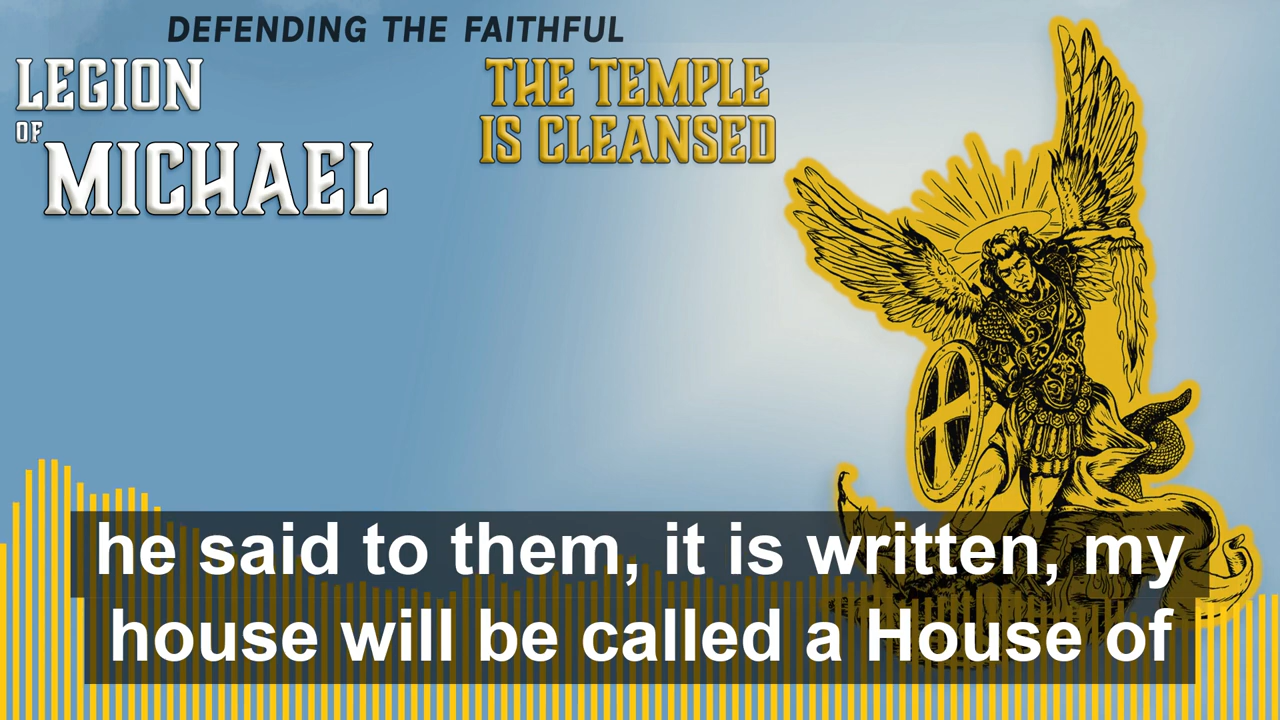 DEFENDING THE FAITHFUL
LEGION
OF
MICHAEL
THE TEMPLE
IS CLEANSED
he said to them, it is written, my
house will be called a House of